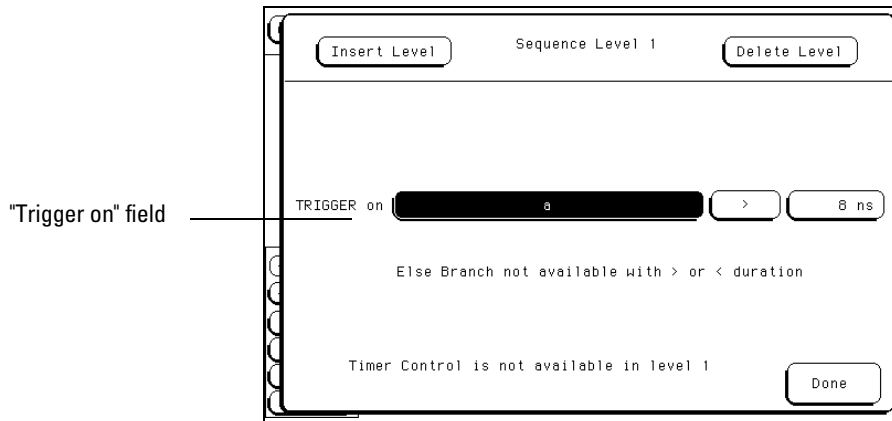 Insert Level
Sequence Level 1
Delete Level
"Trigger on" field
TRIGGER on
a
>
8 ns
Else Branch not available with > or < duration
Timer Control is not available in level 1
Done